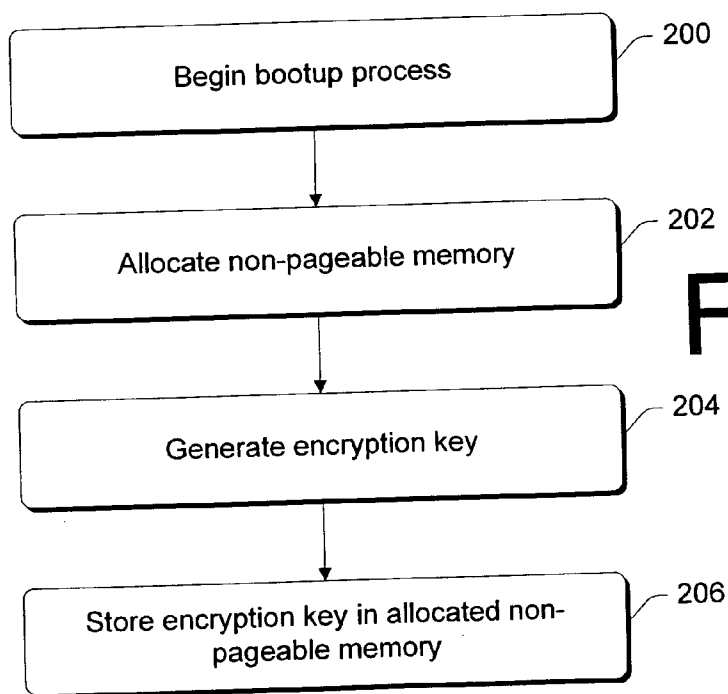 200
Begin bootup process
202
Allocate non-pageable memory
F
204
Generate encryption key
206
Store encryption key in allocated non-
pageable memory